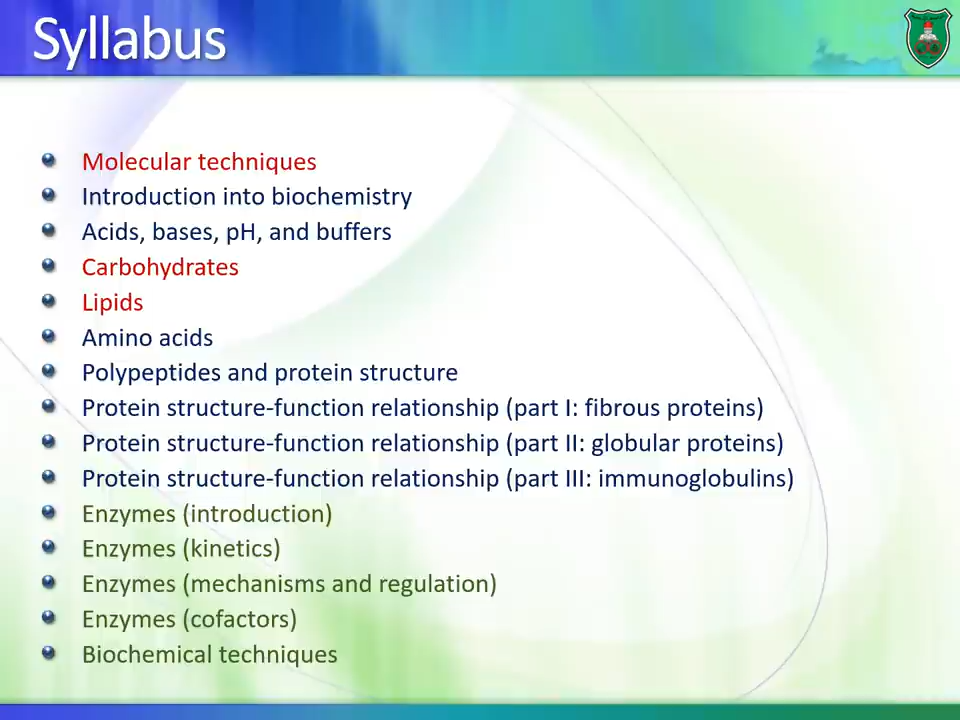 Syllabus
Molecular techniques
Introduction into biochemistry
Acids, bases, pH, and buffers
Carbohydrates
Lipids
Amino acids
Polypeptides and protein structure
Protein structure-function relationship (part I: fibrous proteins)
Protein structure-function relationship (part II: globular proteins)
Protein structure-function relationship (part III: immunoglobulins)
Enzymes (introduction)
Enzymes (kinetics)
Enzymes (mechanisms and regulation)
Enzymes (cofactors)
Biochemical techniques